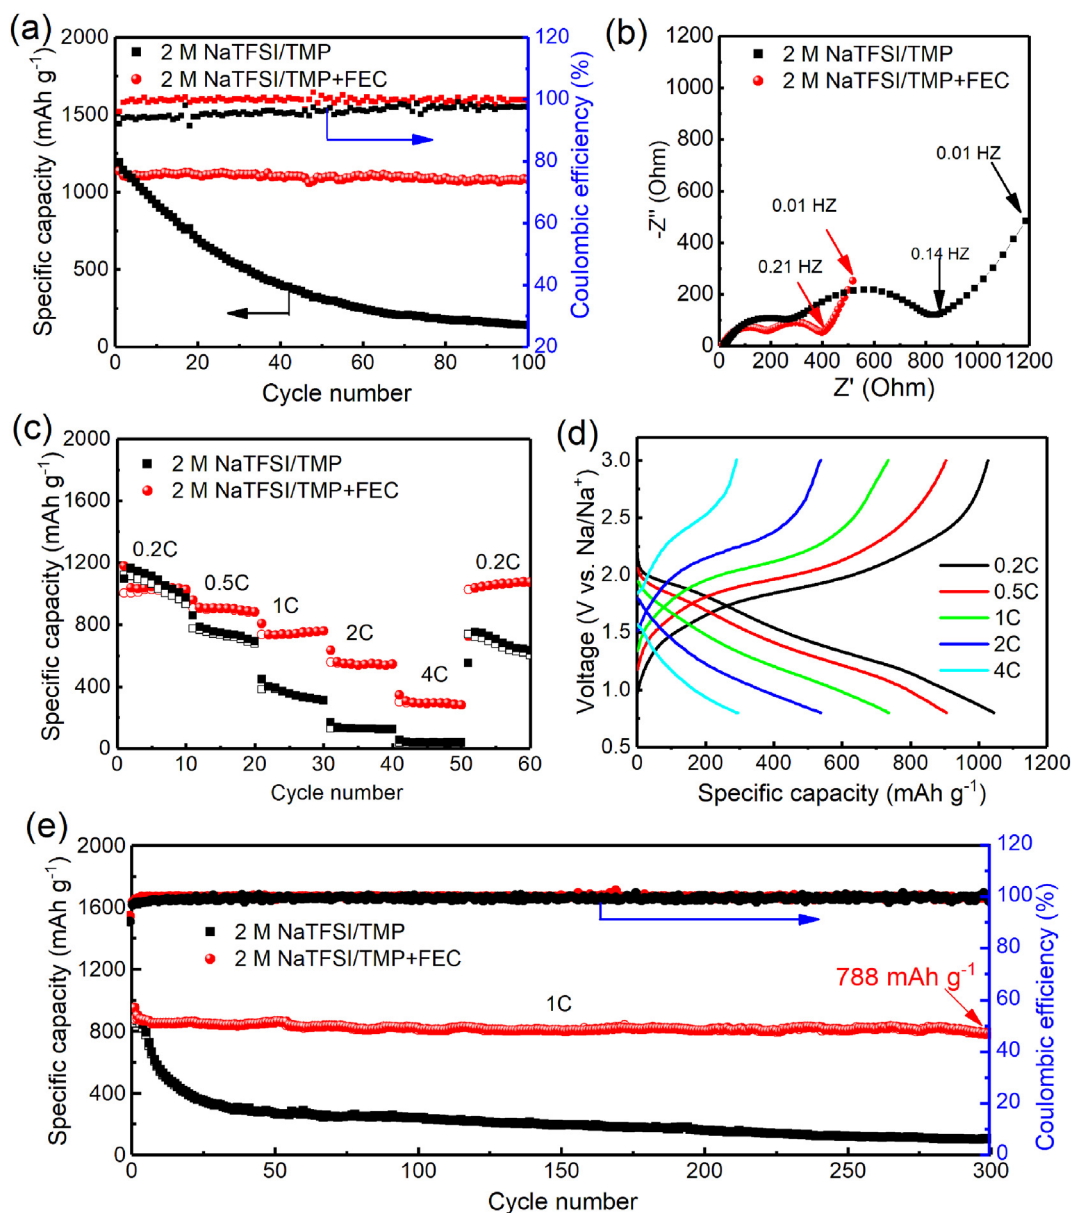 (a)
2000
1500
1000
500
0
Specific capacity (mAh g⁻¹)
2 M NaTFSI/TMP
2 M NaTFSI/TMP+FEC
120
100
80
60
40
20
Coulombic efficiency (%)
0 20 40 60 80 100
Cycle number
(b)
1200
1000
800
600
400
200
0
-Z'' (Ohm)
2 M NaTFSI/TMP
2 M NaTFSI/TMP+FEC
0.01 HZ
0.01 HZ
0.21 HZ
0.14 HZ
0 200 400 600 800 1000 1200
Z' (Ohm)
(c)
2000
1600
1200
800
400
0
Specific capacity (mAh g⁻¹)
2 M NaTFSI/TMP
2 M NaTFSI/TMP+FEC
0.2C
0.5C
1C
2C
4C
0.2C
0 10 20 30 40 50 60
Cycle number
(d)
3.0
2.5
2.0
1.5
1.0
0.5
Voltage (V vs. Na/Na⁺)
0.2C
0.5C
1C
2C
4C
0 200 400 600 800 1000 1200
Specific capacity (mAh g⁻¹)
(e)
2000
1600
1200
800
400
0
Specific capacity (mAh g⁻¹)
2 M NaTFSI/TMP
2 M NaTFSI/TMP+FEC
1C
788 mAh g⁻¹
120
100
80
60
40
20
0
Coulombic efficiency (%)
0 50 100 150 200 250 300
Cycle number